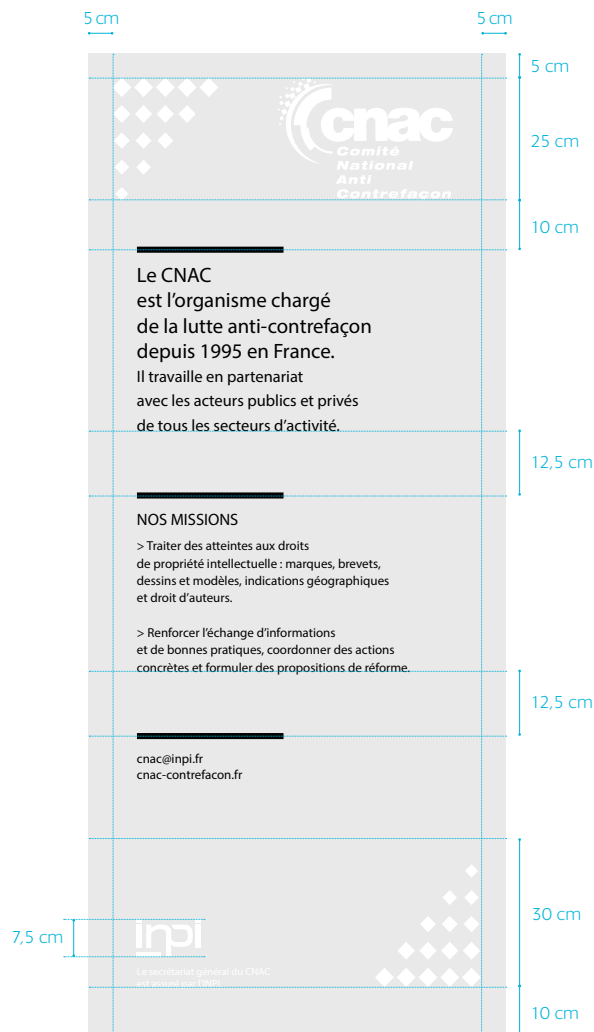 5 cm
5 cm
5 cm
cnac
Comité
National
Anti
Contrefaçon
25 cm
10 cm
Le CNAC
est l'organisme chargé
de la lutte anti-contrefaçon
depuis 1995 en France.
Il travaille en partenariat
avec les acteurs publics et privés
de tous les secteurs d'activité.
12,5 cm
NOS MISSIONS
> Traiter des atteintes aux droits
de propriété intellectuelle : marques, brevets,
dessins et modèles, indications géographiques
et droit d'auteurs.
> Renforcer l'échange d'informations
et de bonnes pratiques, coordonner des actions
concrètes et formuler des propositions de réforme.
12,5 cm
cnac@inpi.fr
cnac-contrefacon.fr
30 cm
7,5 cm
inpi
Le secrétariat général du CNAC
est assuré par l'INPI
10 cm